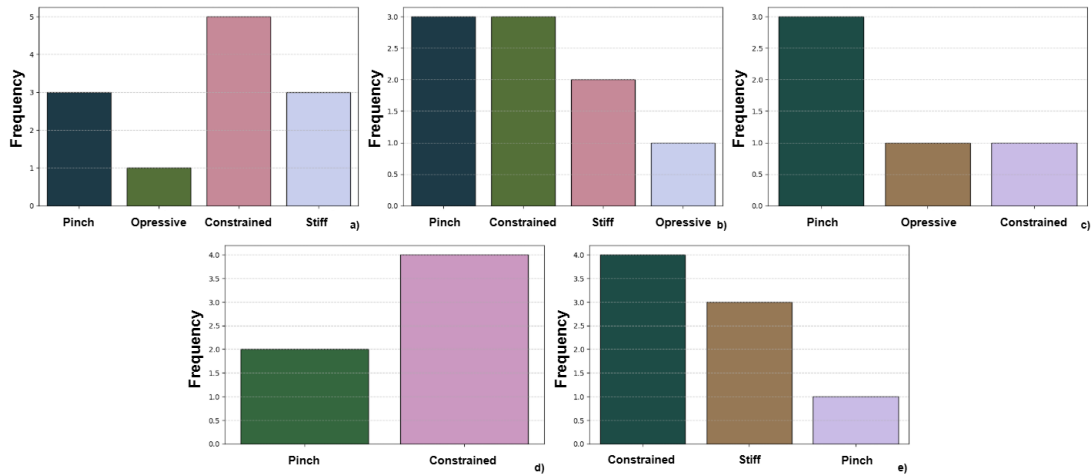 Frequency
5
4
3
2
1
0
Pinch
Opressive
Constrained
Stiff
a)
Frequency
3.0
2.5
2.0
1.5
1.0
0.5
0.0
Pinch
Constrained
Stiff
Opressive
b)
Frequency
3.0
2.5
2.0
1.5
1.0
0.5
0.0
Pinch
Opressive
Constrained
c)
Frequency
4.0
3.5
3.0
2.5
2.0
1.5
1.0
0.5
0.0
Pinch
Constrained
d)
Frequency
4.0
3.5
3.0
2.5
2.0
1.5
1.0
0.5
0.0
Constrained
Stiff
Pinch
e)